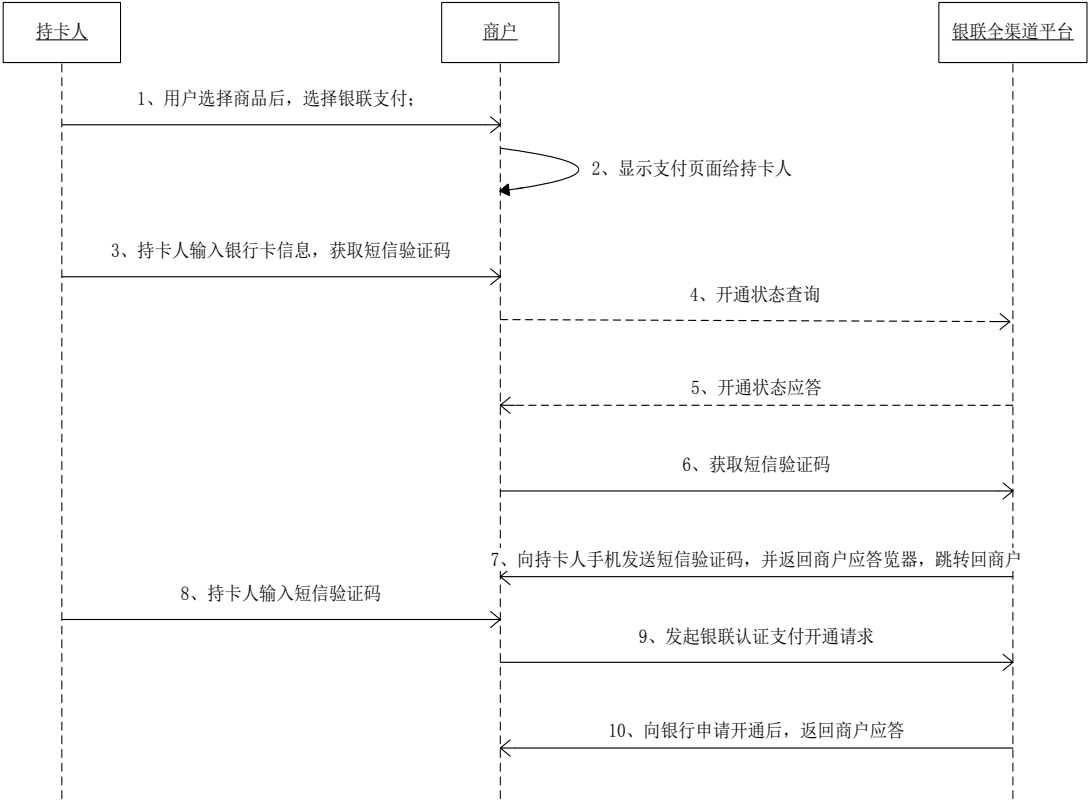 持卡人
商户
银联全渠道平台
1、用户选择商品后，选择银联支付；
2、显示支付页面给持卡人
3、持卡人输入银行卡信息，获取短信验证码
4、开通状态查询
5、开通状态应答
6、获取短信验证码
7、向持卡人手机发送短信验证码，并返回商户应答览器，跳转回商户
8、持卡人输入短信验证码
9、发起银联认证支付开通请求
10、向银行申请开通后，返回商户应答